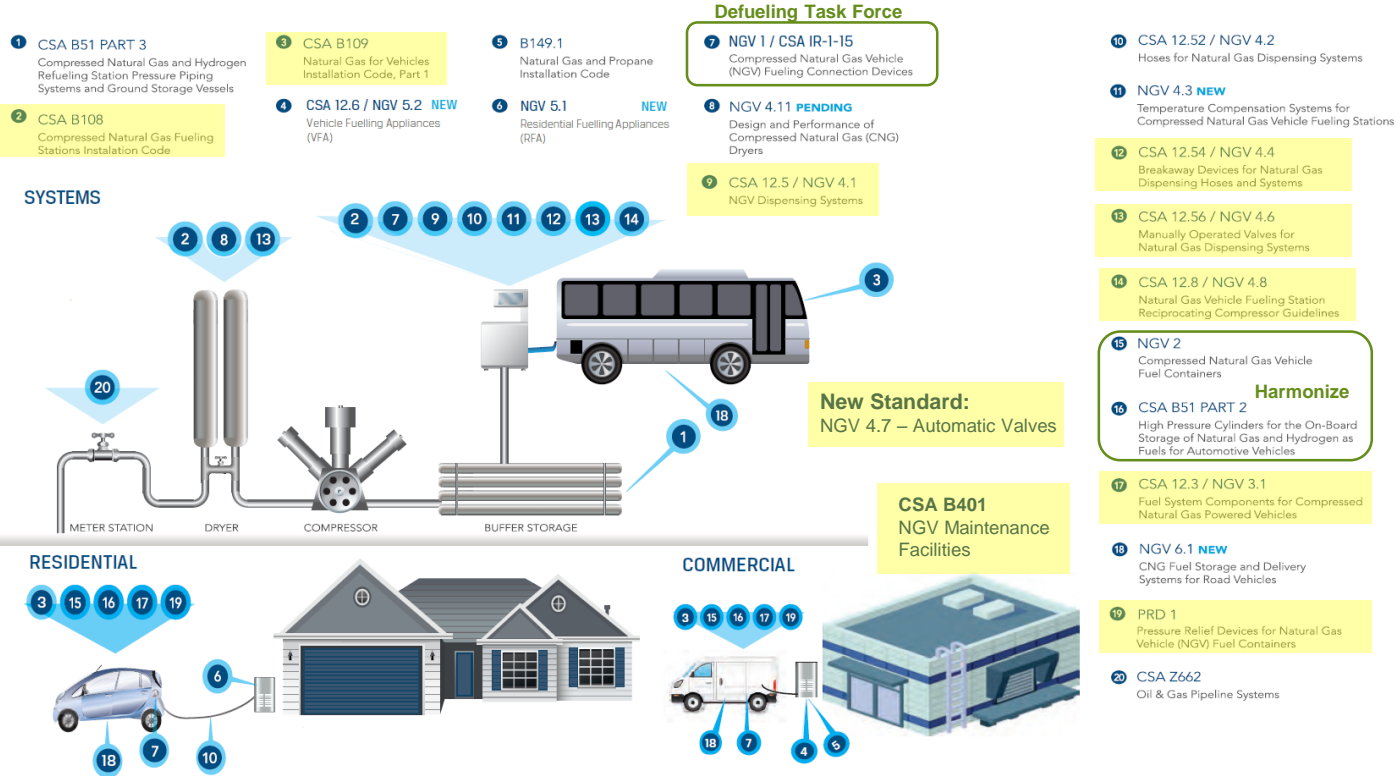 Defueling Task Force
1 CSA B51 PART 3
Compressed Natural Gas and Hydrogen
Refueling Station Pressure Piping
Systems and Ground Storage Vessels
2 CSA B108
Compressed Natural Gas Fueling
Stations Instalation Code
3 CSA B109
Natural Gas for Vehicles
Installation Code, Part 1
4 CSA 12.6 / NGV 5.2 NEW
Vehicle Fuelling Appliances
(VFA)
5 B149.1
Natural Gas and Propane
Installation Code
6 NGV 5.1 NEW
Residential Fuelling Appliances
(RFA)
7 NGV 1 / CSA IR-1-15
Compressed Natural Gas Vehicle
(NGV) Fueling Connection Devices
8 NGV 4.11 PENDING
Design and Performance of
Compressed Natural Gas (CNG)
Dryers
9 CSA 12.5 / NGV 4.1
NGV Dispensing Systems
10 CSA 12.52 / NGV 4.2
Hoses for Natural Gas Dispensing Systems
11 NGV 4.3 NEW
Temperature Compensation Systems for
Compressed Natural Gas Vehicle Fueling Stations
12 CSA 12.54 / NGV 4.4
Breakaway Devices for Natural Gas
Dispensing Hoses and Systems
13 CSA 12.56 / NGV 4.6
Manually Operated Valves for
Natural Gas Dispensing Systems
14 CSA 12.8 / NGV 4.8
Natural Gas Vehicle Fueling Station
Reciprocating Compressor Guidelines
15 NGV 2
Compressed Natural Gas Vehicle
Fuel Containers
Harmonize
16 CSA B51 PART 2
High Pressure Cylinders for the On-Board
Storage of Natural Gas and Hydrogen as
Fuels for Automotive Vehicles
17 CSA 12.3 / NGV 3.1
Fuel System Components for Compressed
Natural Gas Powered Vehicles
18 NGV 6.1 NEW
CNG Fuel Storage and Delivery
Systems for Road Vehicles
19 PRD 1
Pressure Relief Devices for Natural Gas
Vehicle (NGV) Fuel Containers
20 CSA Z662
Oil & Gas Pipeline Systems
SYSTEMS
2 8 13
2 7 9 10 11 12 13 14
3
20
18
1
New Standard:
NGV 4.7 – Automatic Valves
METER STATION
DRYER
COMPRESSOR
BUFFER STORAGE
CSA B401
NGV Maintenance
Facilities
RESIDENTIAL
3 15 16 17 19
6
18
7
10
COMMERCIAL
3 15 16 17 19
18
7
4
5